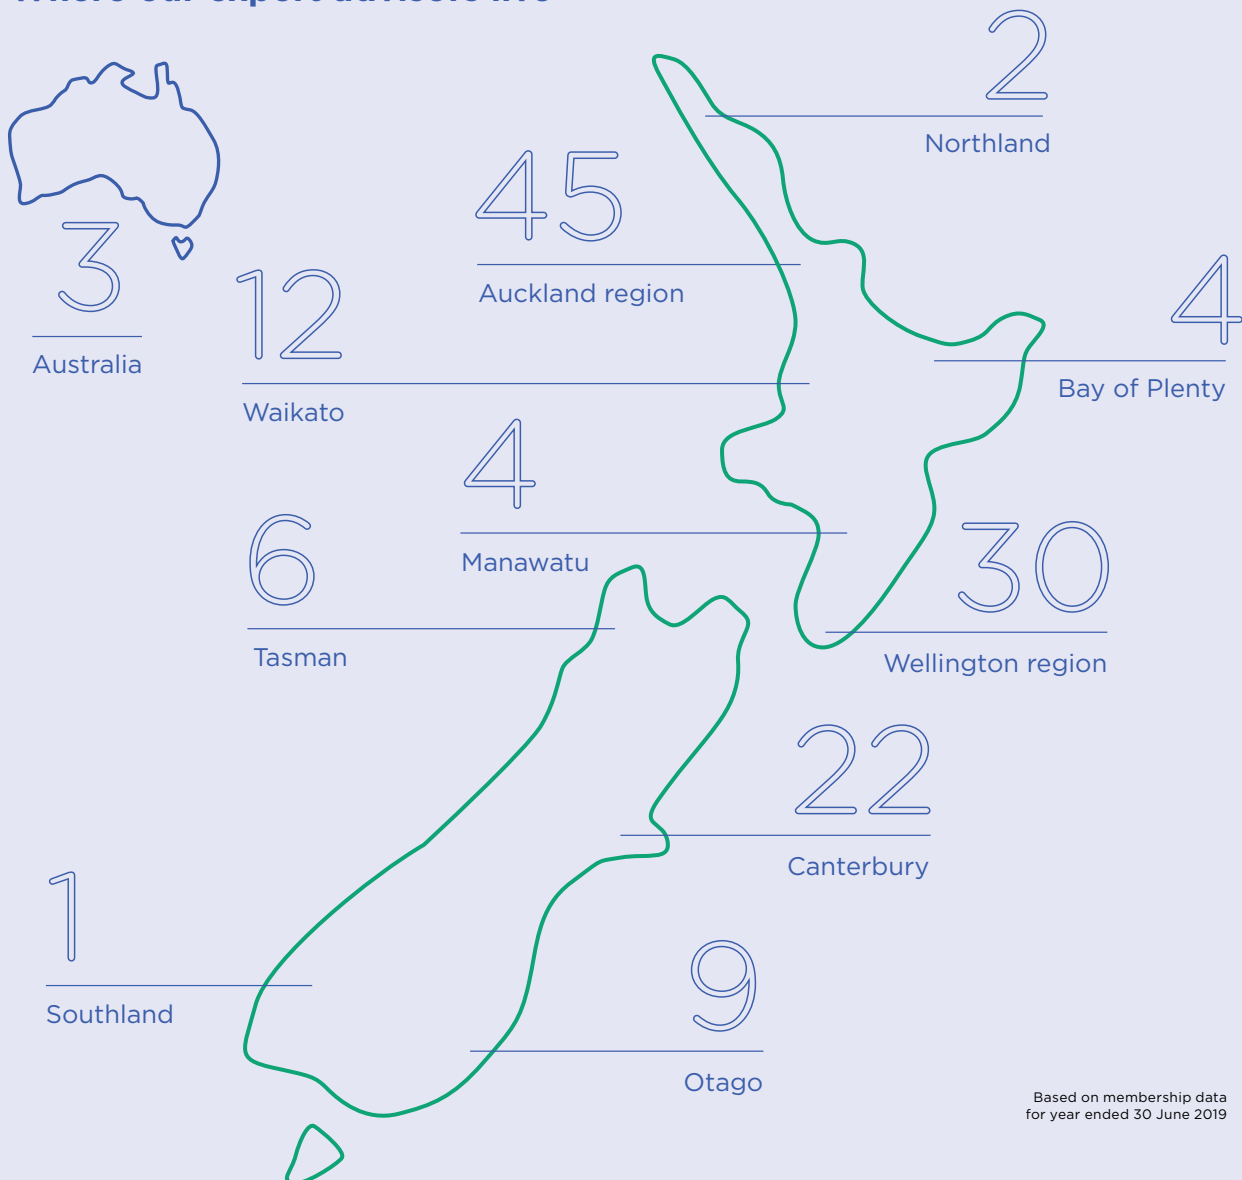 2
Northland
45
Auckland region
3
Australia
12
Waikato
4
Bay of Plenty
4
Manawatu
6
Tasman
30
Wellington region
22
Canterbury
1
Southland
9
Otago
Based on membership data
for year ended 30 June 2019